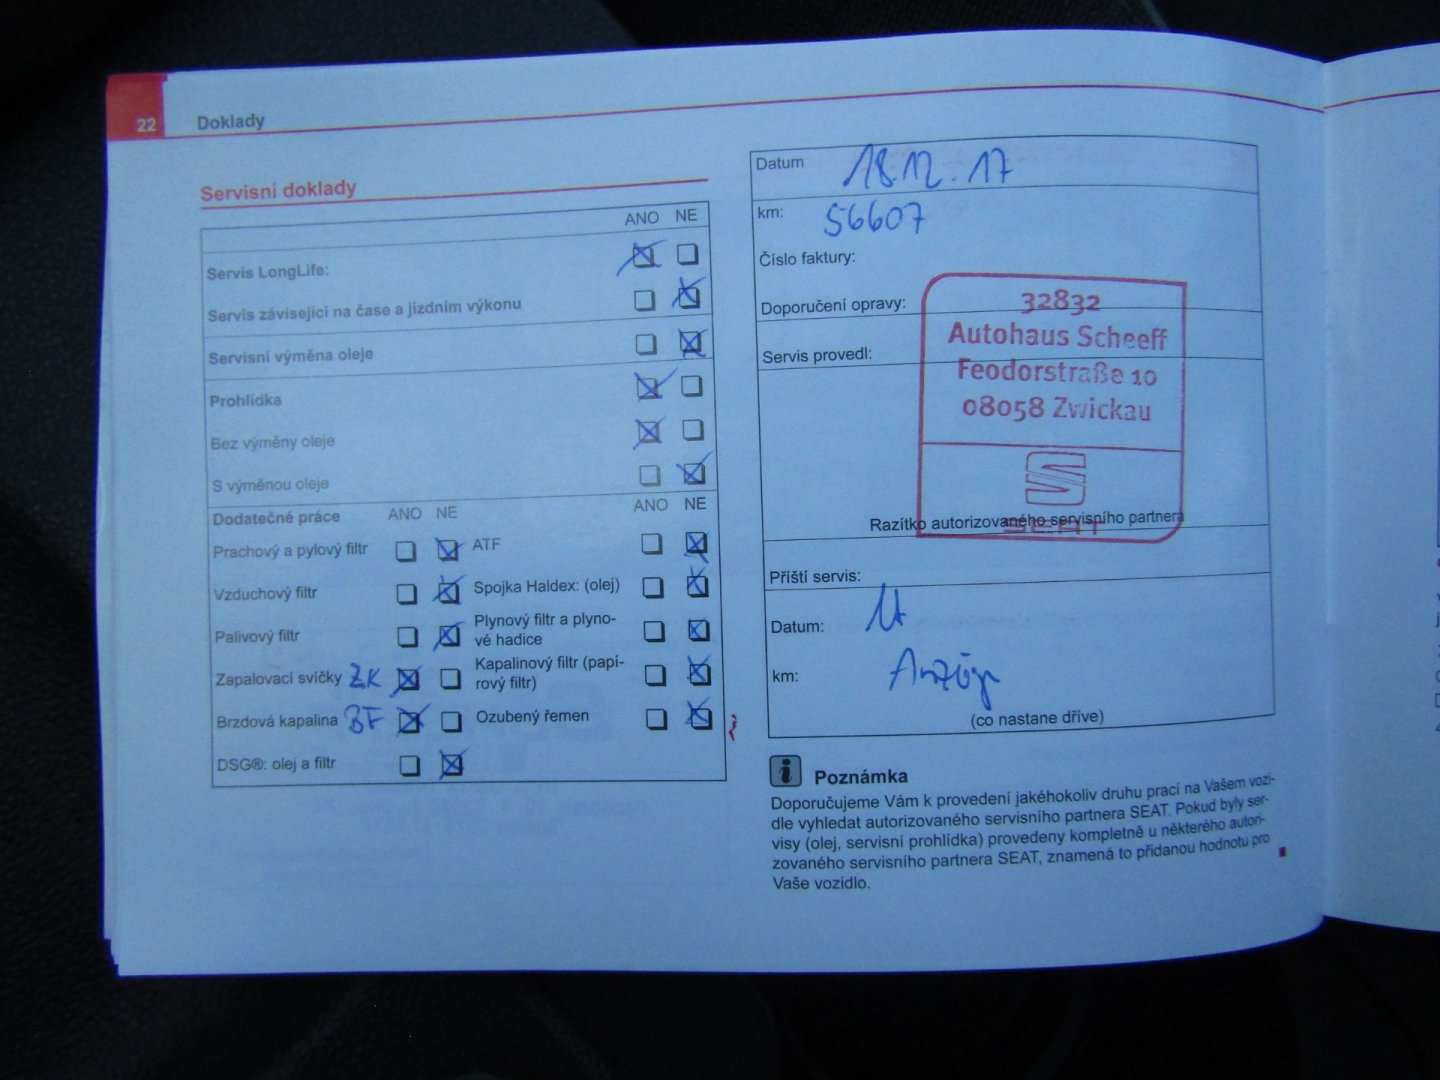 22
Doklady
Servisní doklady
ANO NE
Servis LongLife:
Servis závisející na čase a jízdním výkonu
Servisní výměna oleje
Prohlídka
Bez výměny oleje
S výměnou oleje
Dodatečné práce ANO NE ANO NE
Prachový a pylový filtr ATF
Vzduchový filtr Spojka Haldex: (olej)
Palivový filtr Plynový filtr a plyno-
vé hadice
Zapalovací svíčky ZK Kapalinový filtr (papí-
rový filtr)
Brzdová kapalina BF Ozubený řemen
DSG®: olej a filtr
Datum 18.12.17
km: 56607
Číslo faktury:
Doporučení opravy:
Servis provedl:
32832
Autohaus Scheeff
Feodorstraße 10
08058 Zwickau
SEAT
Razítko autorizovaného servisního partnera
Příští servis:
Datum:
km:
(co nastane dříve)
i Poznámka
Doporučujeme Vám k provedení jakéhokoliv druhu prací na Vašem vozi-
dle vyhledat autorizovaného servisního partnera SEAT. Pokud byly ser-
visy (olej, servisní prohlídka) provedeny kompletně u některého autori-
zovaného servisního partnera SEAT, znamená to přidanou hodnotu pro
Vaše vozidlo.